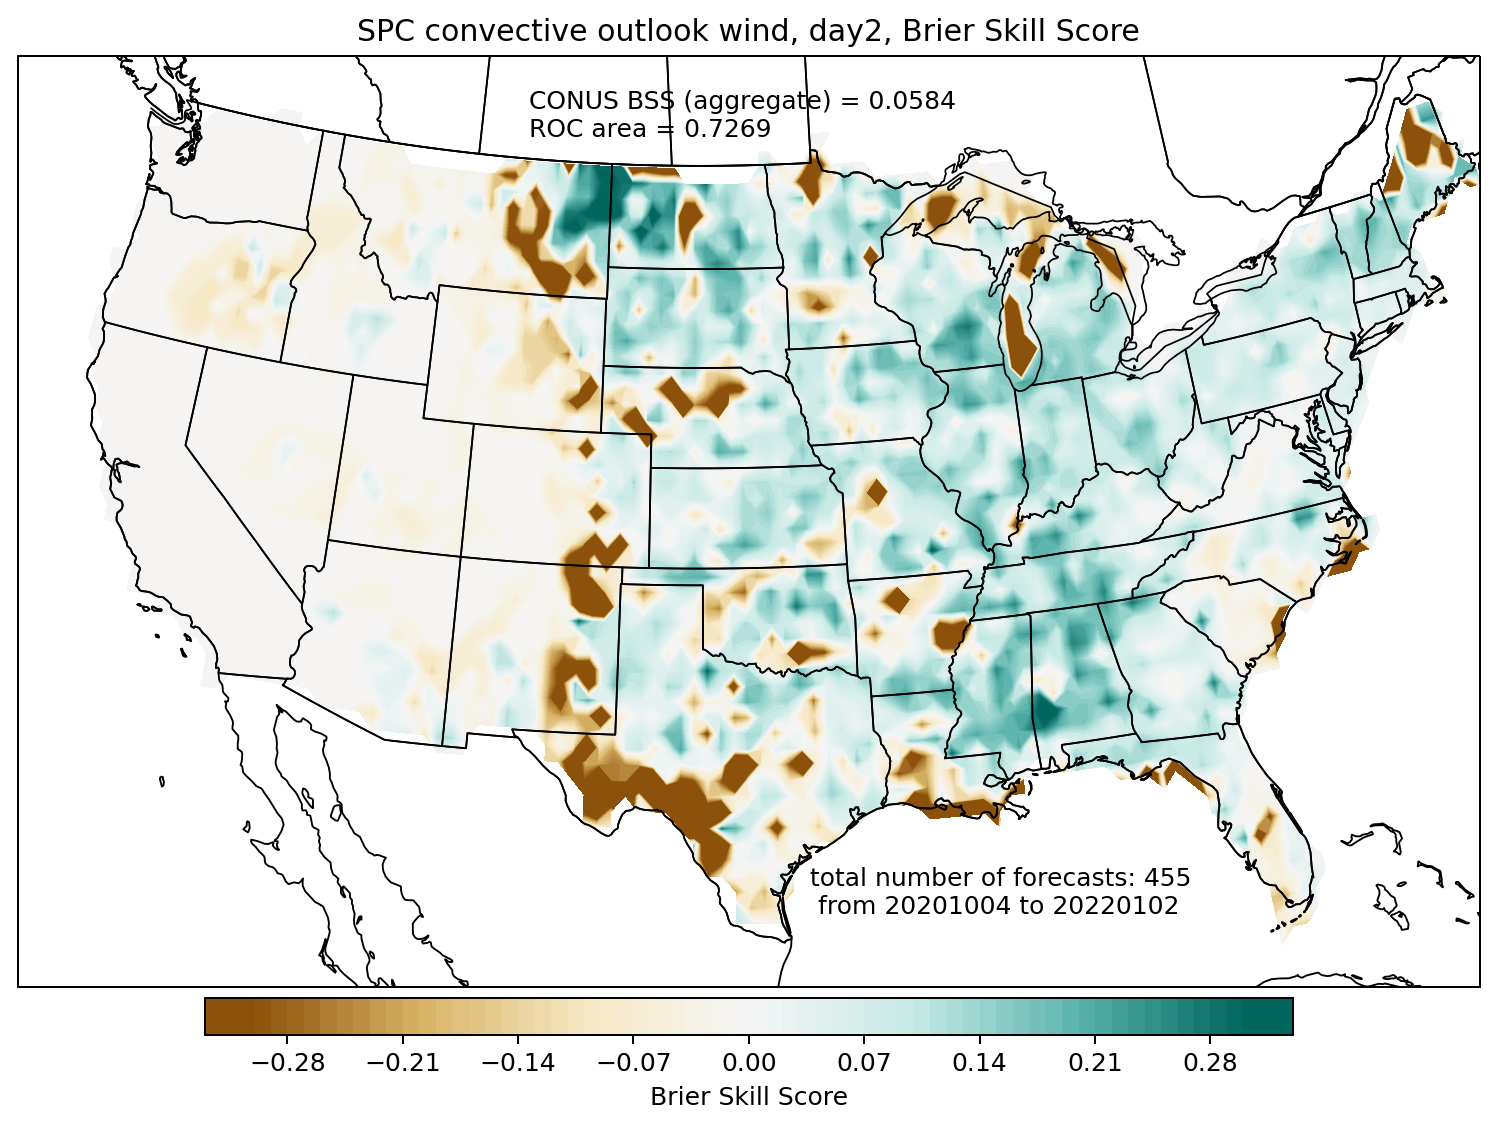 SPC convective outlook wind, day2, Brier Skill Score
CONUS BSS (aggregate) = 0.0584
ROC area = 0.7269
total number of forecasts: 455
from 20201004 to 20220102
−0.28 −0.21 −0.14 −0.07 0.00 0.07 0.14 0.21 0.28
Brier Skill Score